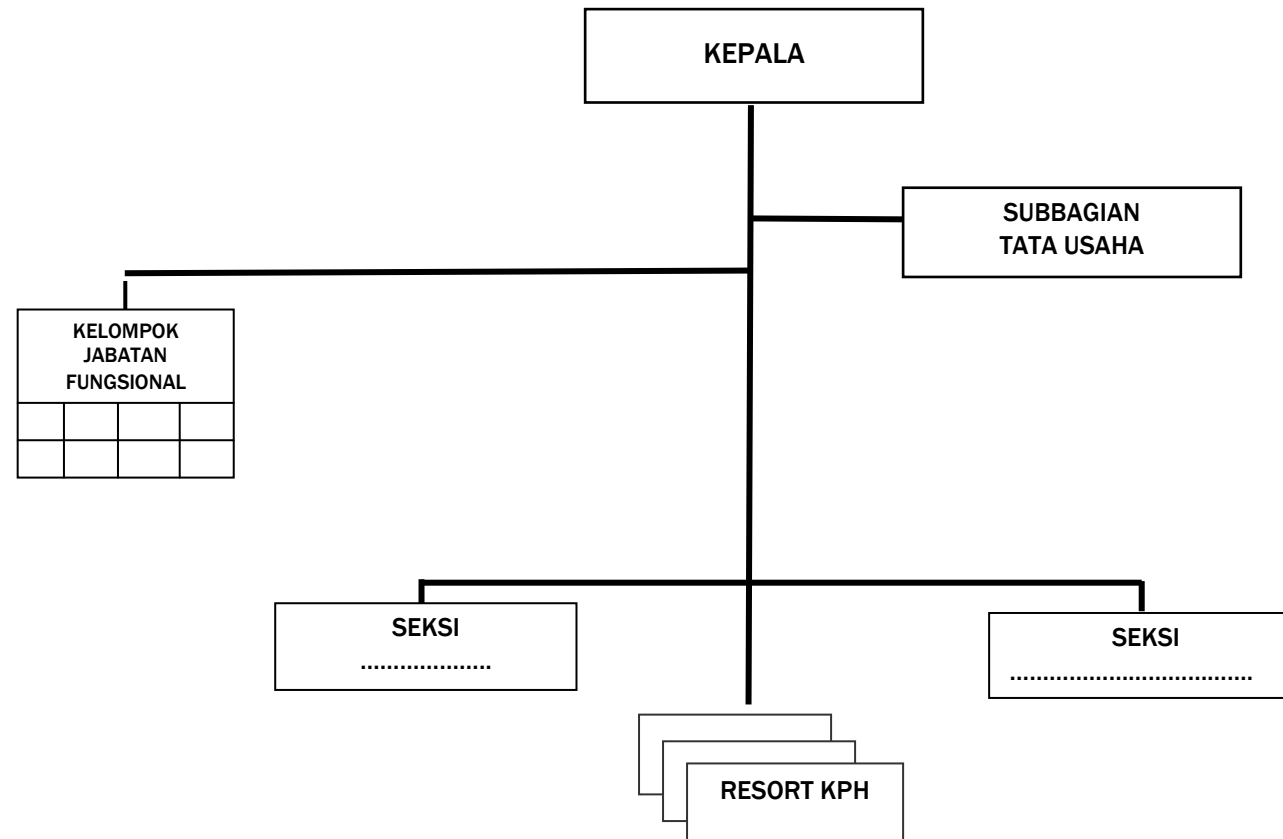 KEPALA
SUBBAGIAN
TATA USAHA
KELOMPOK
JABATAN
FUNGSIONAL
SEKSI
....................
SEKSI
.....................................
RESORT KPH